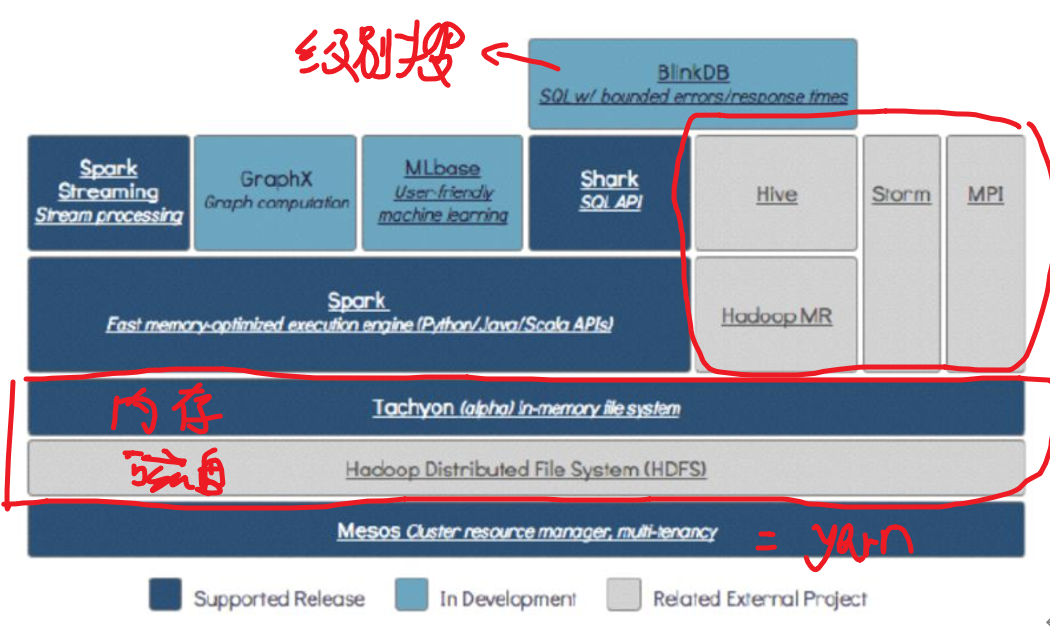 级别提
BlinkDB
SQL w/ bounded errors/response times
Spark
Streaming
Stream processing
GraphX
Graph computation
MLbase
User-friendly
machine learning
Shark
SQL API
Hive
Storm
MPI
Spark
Fast memory-optimized execution engine (Python/Java/Scala APIs)
Hadoop MR
内存
Tachyon (alpha) in-memory file system
Hadoop Distributed File System (HDFS)
Mesos Cluster resource manager, multi-tenancy
= yarn
Supported Release
In Development
Related External Project